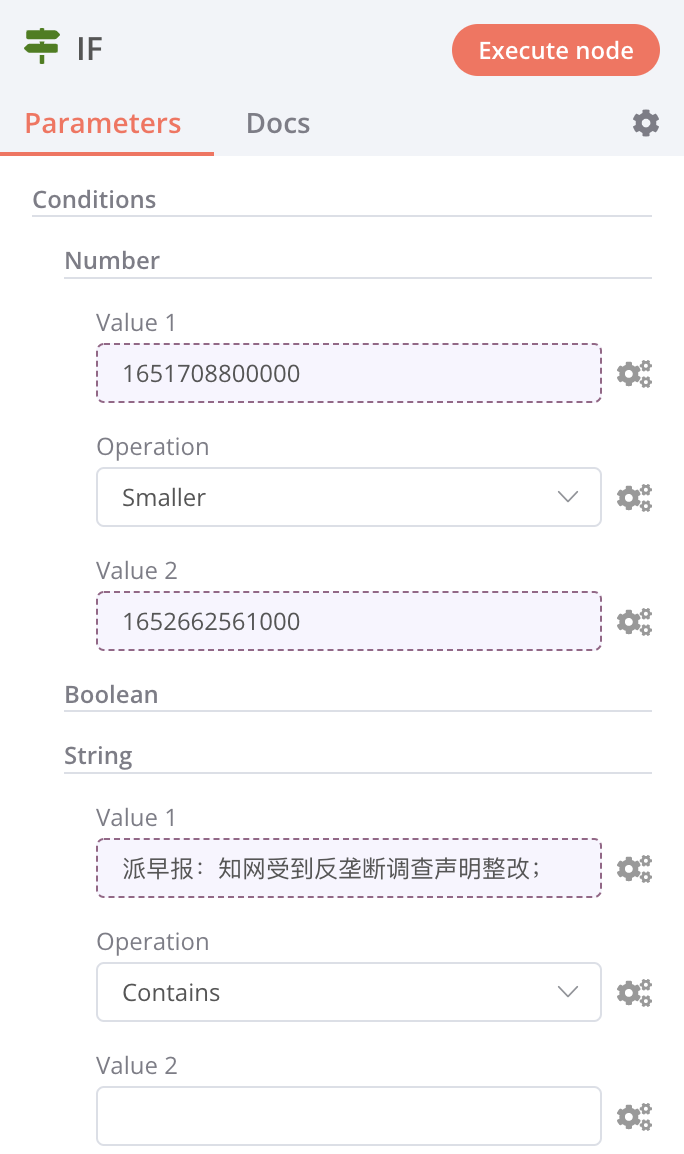 IF
Execute node
Parameters
Docs
Conditions
Number
Value 1
1651708800000
Operation
Smaller
Value 2
1652662561000
Boolean
String
Value 1
派早报：知网受到反垄断调查声明整改；
Operation
Contains
Value 2